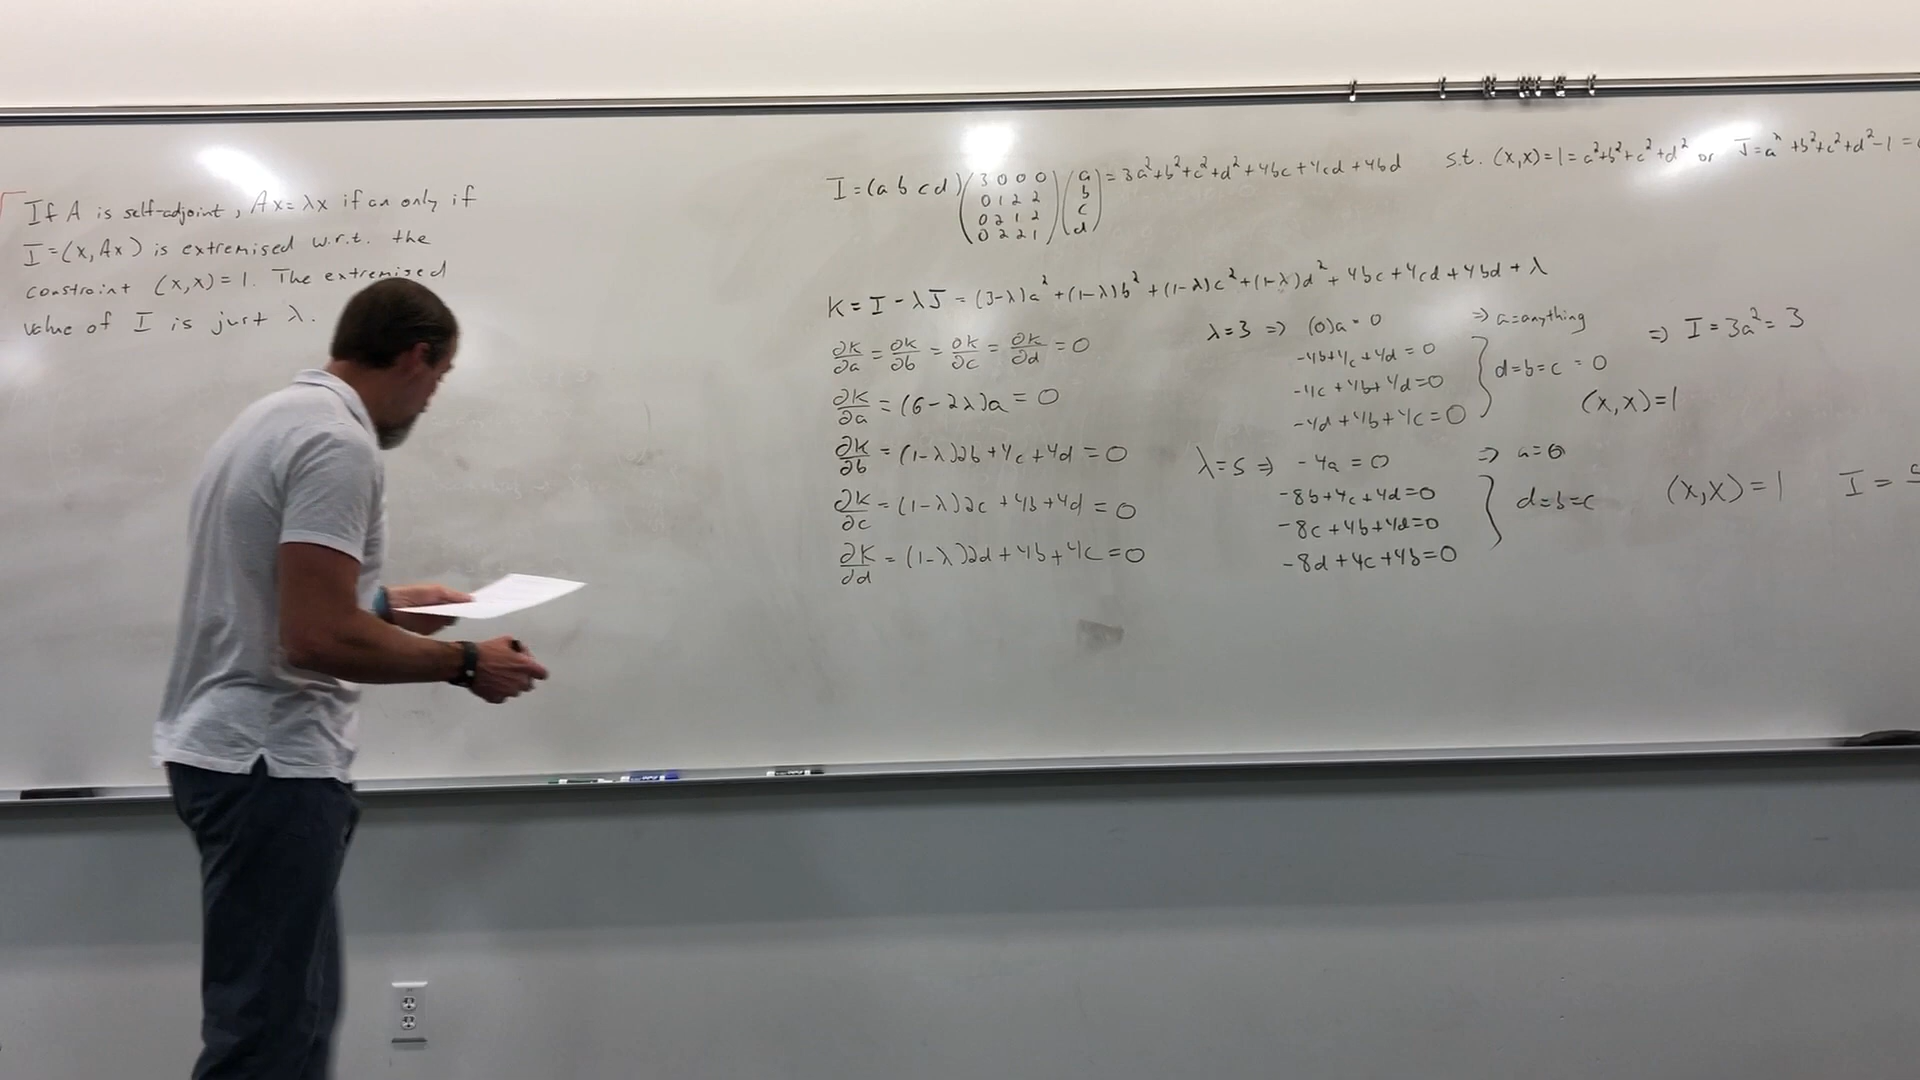 If A is self-adjoint, Ax=λx if an only if
I=(x,Ax) is extremised w.r.t. the
constraint (x,x)=1. The extremised
value of I is just λ.
I=(a b c d)(3 0 0 0 (a =3a²+b²+c²+d²+4bc+4cd+4bd s.t. (x,x)=1=a²+b²+c²+d² or J=a²+b²+c²+d²-1=
0 1 2 2 b
0 2 1 2 c
0 2 2 1) d)
K=I-λJ=(3-λ)a²+(1-λ)b²+(1-λ)c²+(1-λ)d²+4bc+4cd+4bd+λ
∂K/∂a=∂K/∂b=∂K/∂c=∂K/∂d=0
∂K/∂a=(6-2λ)a=0
∂K/∂b=(1-λ)2b+4c+4d=0
∂K/∂c=(1-λ)2c+4b+4d=0
∂K/∂d=(1-λ)2d+4b+4c=0
λ=3 ⇒ (0)a=0 ⇒ a=anything
-4b+4c+4d=0
-4c+4b+4d=0
-4d+4b+4c=0
} d=b=c=0
⇒ I=3a²=3
(x,x)=1
λ=5 ⇒ -4a=0 ⇒ a=0
-8b+4c+4d=0
-8c+4b+4d=0
-8d+4c+4b=0
} d=b=c
(x,x)=1 I=